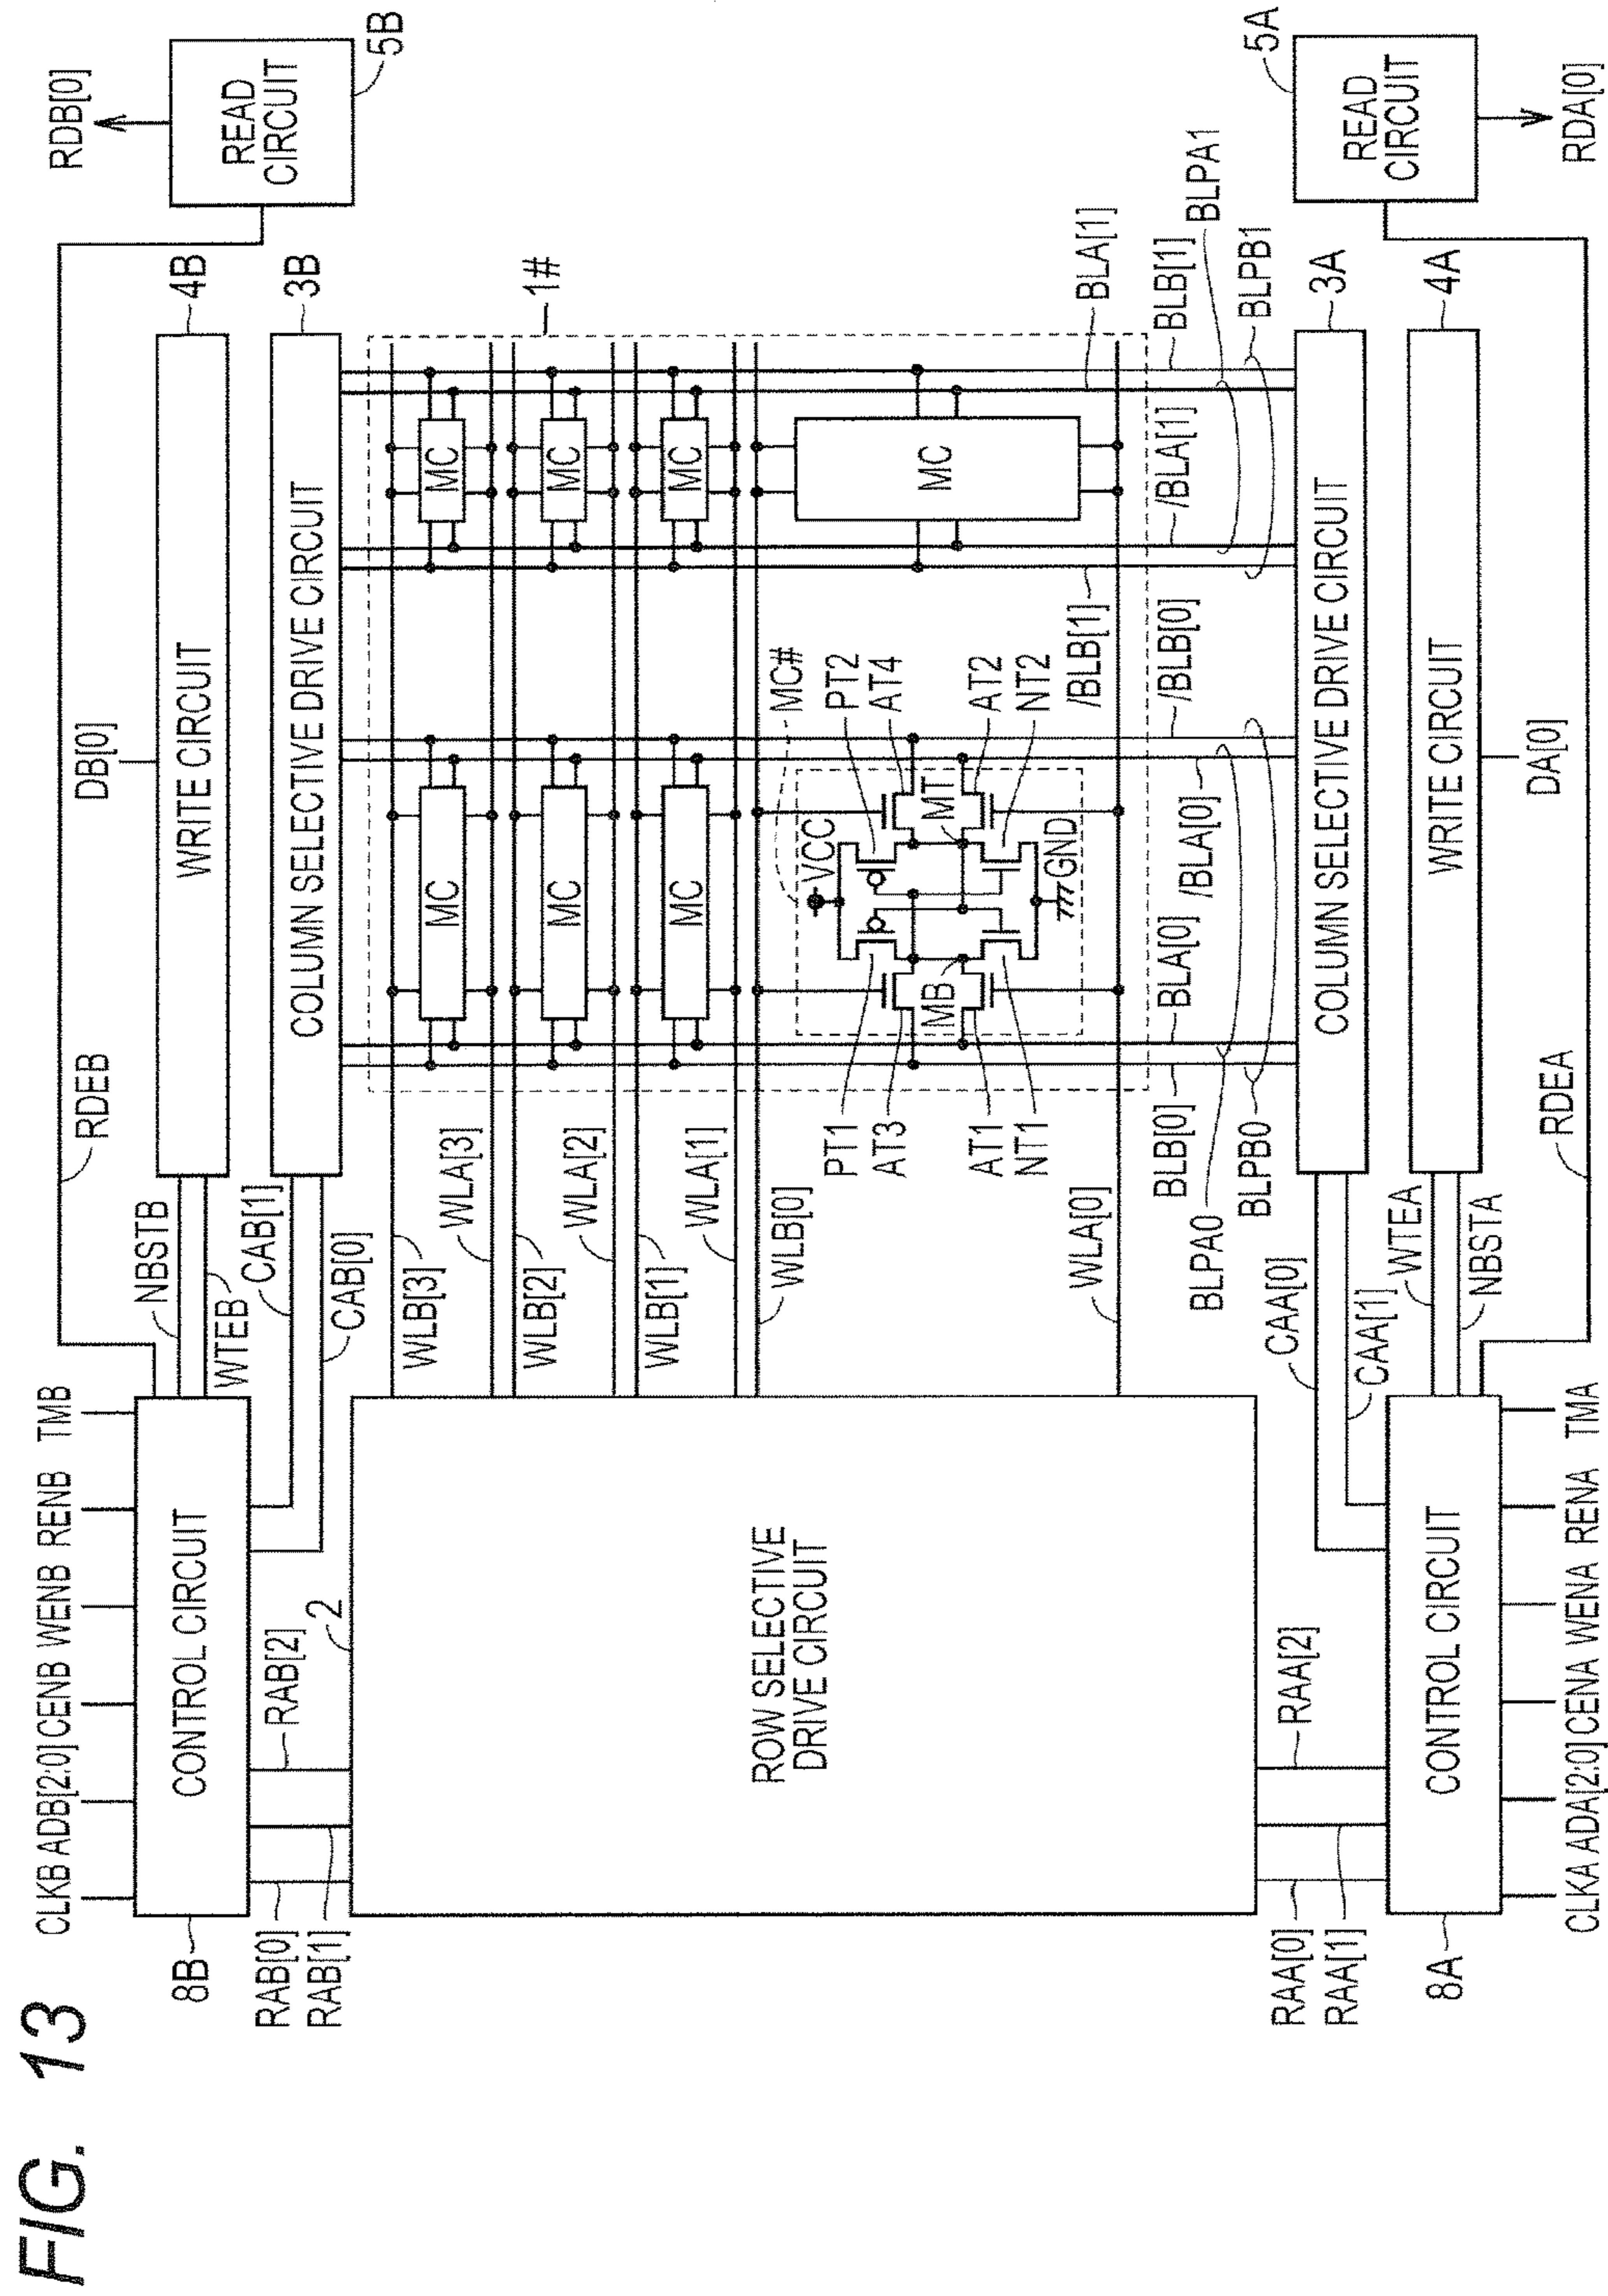 FIG. 13
CLKB ADB[2:0] CENB WENB RENB TMB
DB[0]
RDB[0]
RDEB
8B
CONTROL CIRCUIT
NBSTB
WTEB
WRITE CIRCUIT
4B
READ
CIRCUIT
5B
RAB[0]
RAB[1]
RAB[2]
CAB[1]
CAB[0]
COLUMN SELECTIVE DRIVE CIRCUIT
3B
2
WLB[3]
WLA[3]
WLB[2]
WLA[2]
WLB[1]
WLA[1]
WLB[0]
WLA[0]
MC
MC
MC
MC
MC
MC
MC
1#
ROW SELECTIVE
DRIVE CIRCUIT
MC#
VCC
PT1
AT3
AT1
NT1
PT2
AT4
AT2
NT2
MB
MT
GND
BLB[0]
BLA[0]
/BLA[0]
/BLB[0]
/BLB[1]
/BLA[1]
BLA[1]
BLB[1]
BLPA0
BLPB0
BLPA1
BLPB1
RAA[0]
RAA[1]
RAA[2]
CAA[0]
CAA[1]
COLUMN SELECTIVE DRIVE CIRCUIT
3A
8A
CONTROL CIRCUIT
WTEA
NBSTA
WRITE CIRCUIT
4A
READ
CIRCUIT
5A
RDEA
DA[0]
RDA[0]
CLKA ADA[2:0] CENA WENA RENA TMA